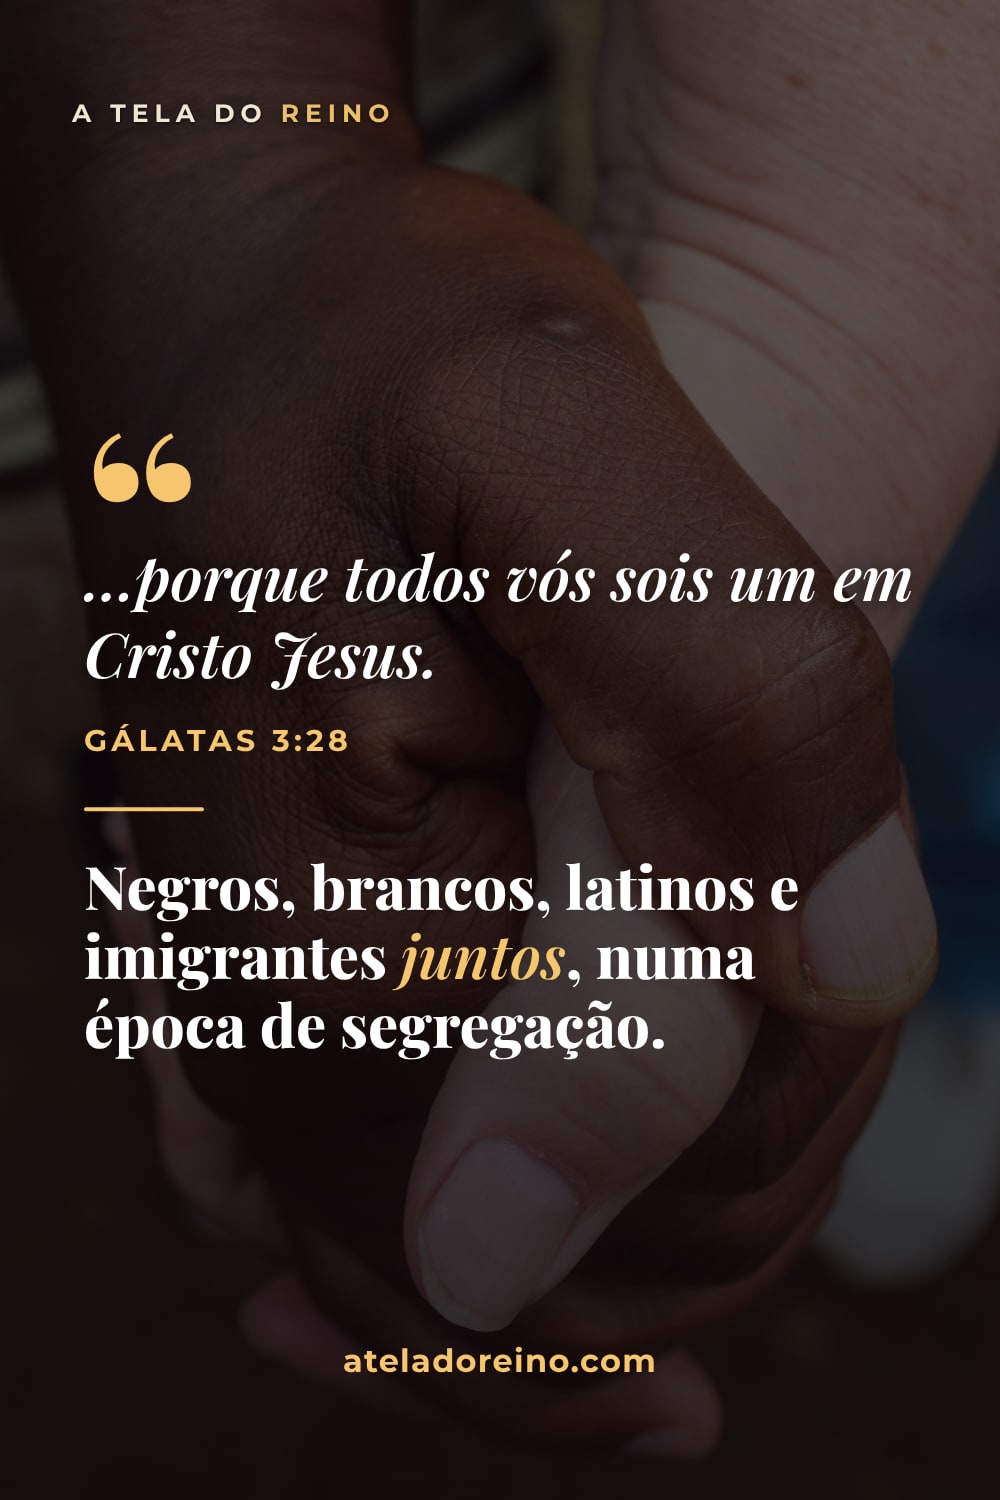 A TELA DO REINO
“
…porque todos vós sois um em
Cristo Jesus.
GÁLATAS 3:28
Negros, brancos, latinos e
imigrantes juntos, numa
época de segregação.
ateladoreino.com